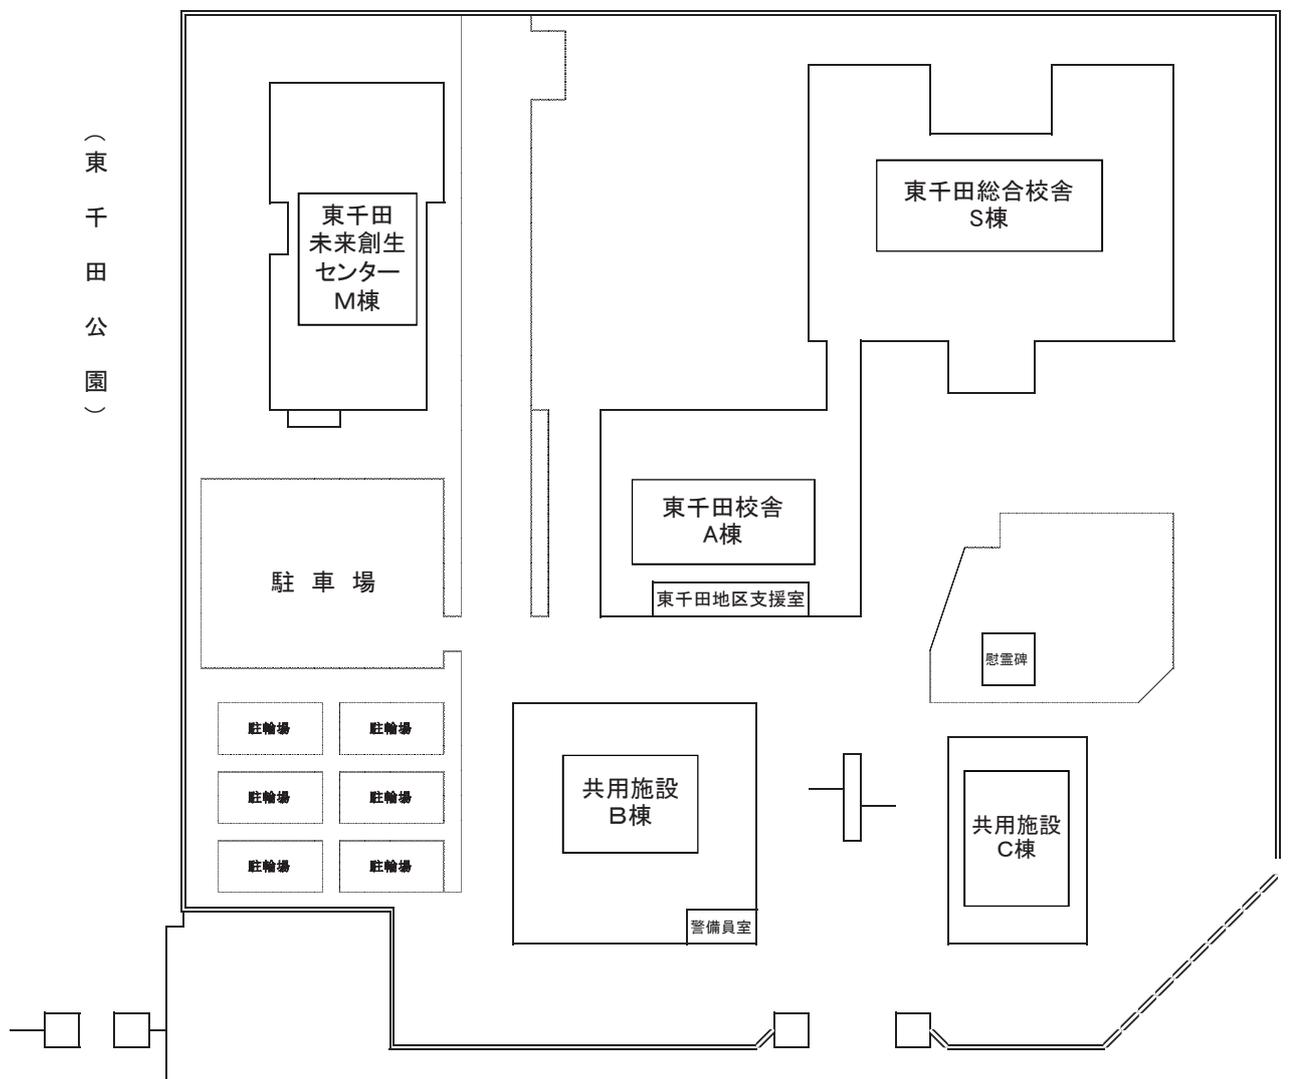 （東千田公園）
東千田
未来創生
センター
M棟
東千田総合校舎
S棟
東千田校舎
A棟
東千田地区支援室
駐車場
慰霊碑
駐輪場
駐輪場
駐輪場
駐輪場
駐輪場
駐輪場
共用施設
B棟
警備員室
共用施設
C棟